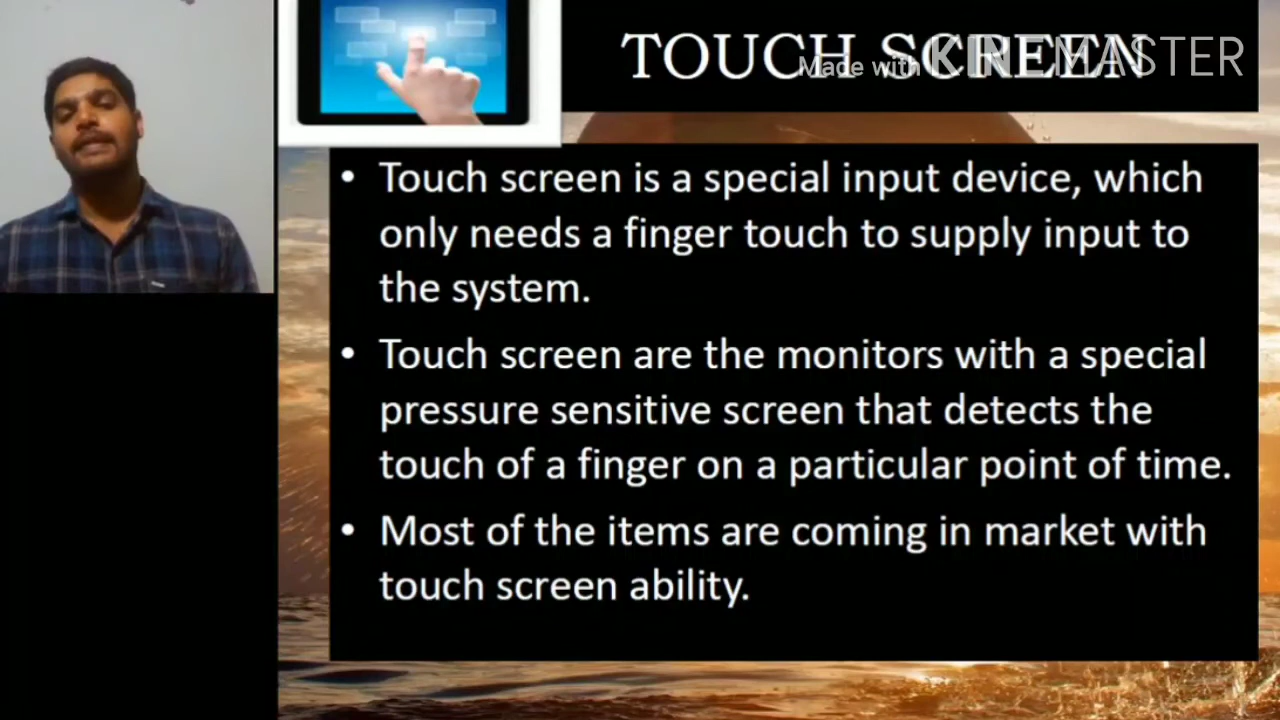 TOUCH SCREEN
Made with KINEMASTER
• Touch screen is a special input device, which
only needs a finger touch to supply input to
the system.
• Touch screen are the monitors with a special
pressure sensitive screen that detects the
touch of a finger on a particular point of time.
• Most of the items are coming in market with
touch screen ability.